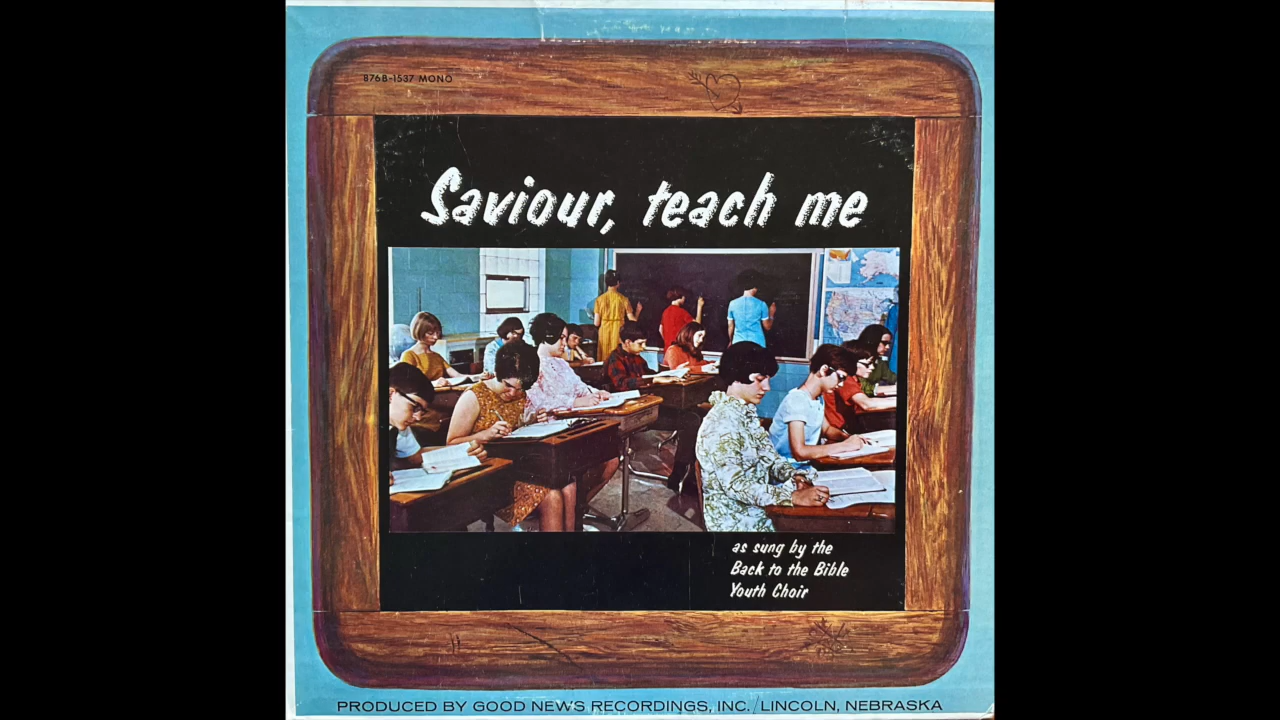 8768-1537 MONO
Saviour, teach me
as sung by the
Back to the Bible
Youth Choir
PRODUCED BY GOOD NEWS RECORDINGS, INC./LINCOLN, NEBRASKA